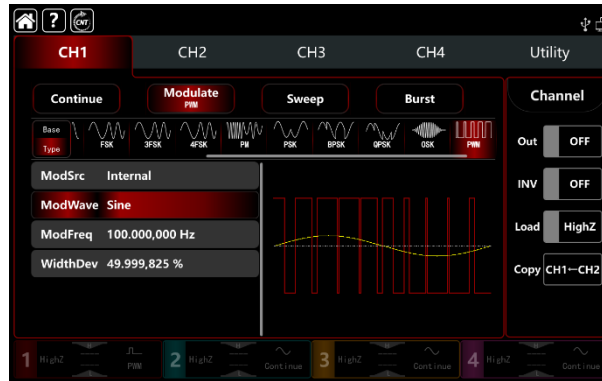 ? CNT
CH1 CH2 CH3 CH4 Utility
Continue Modulate PWM Sweep Burst Channel
Base Type FSK 3FSK 4FSK PM PSK BPSK QPSK OSK PWM
Out OFF
ModSrc Internal
INV OFF
ModWave Sine
ModFreq 100.000,000 Hz
Load HighZ
WidthDev 49.999,825 %
Copy CH1←CH2
1 HighZ PWM 2 HighZ Continue 3 HighZ Continue 4 HighZ Continue